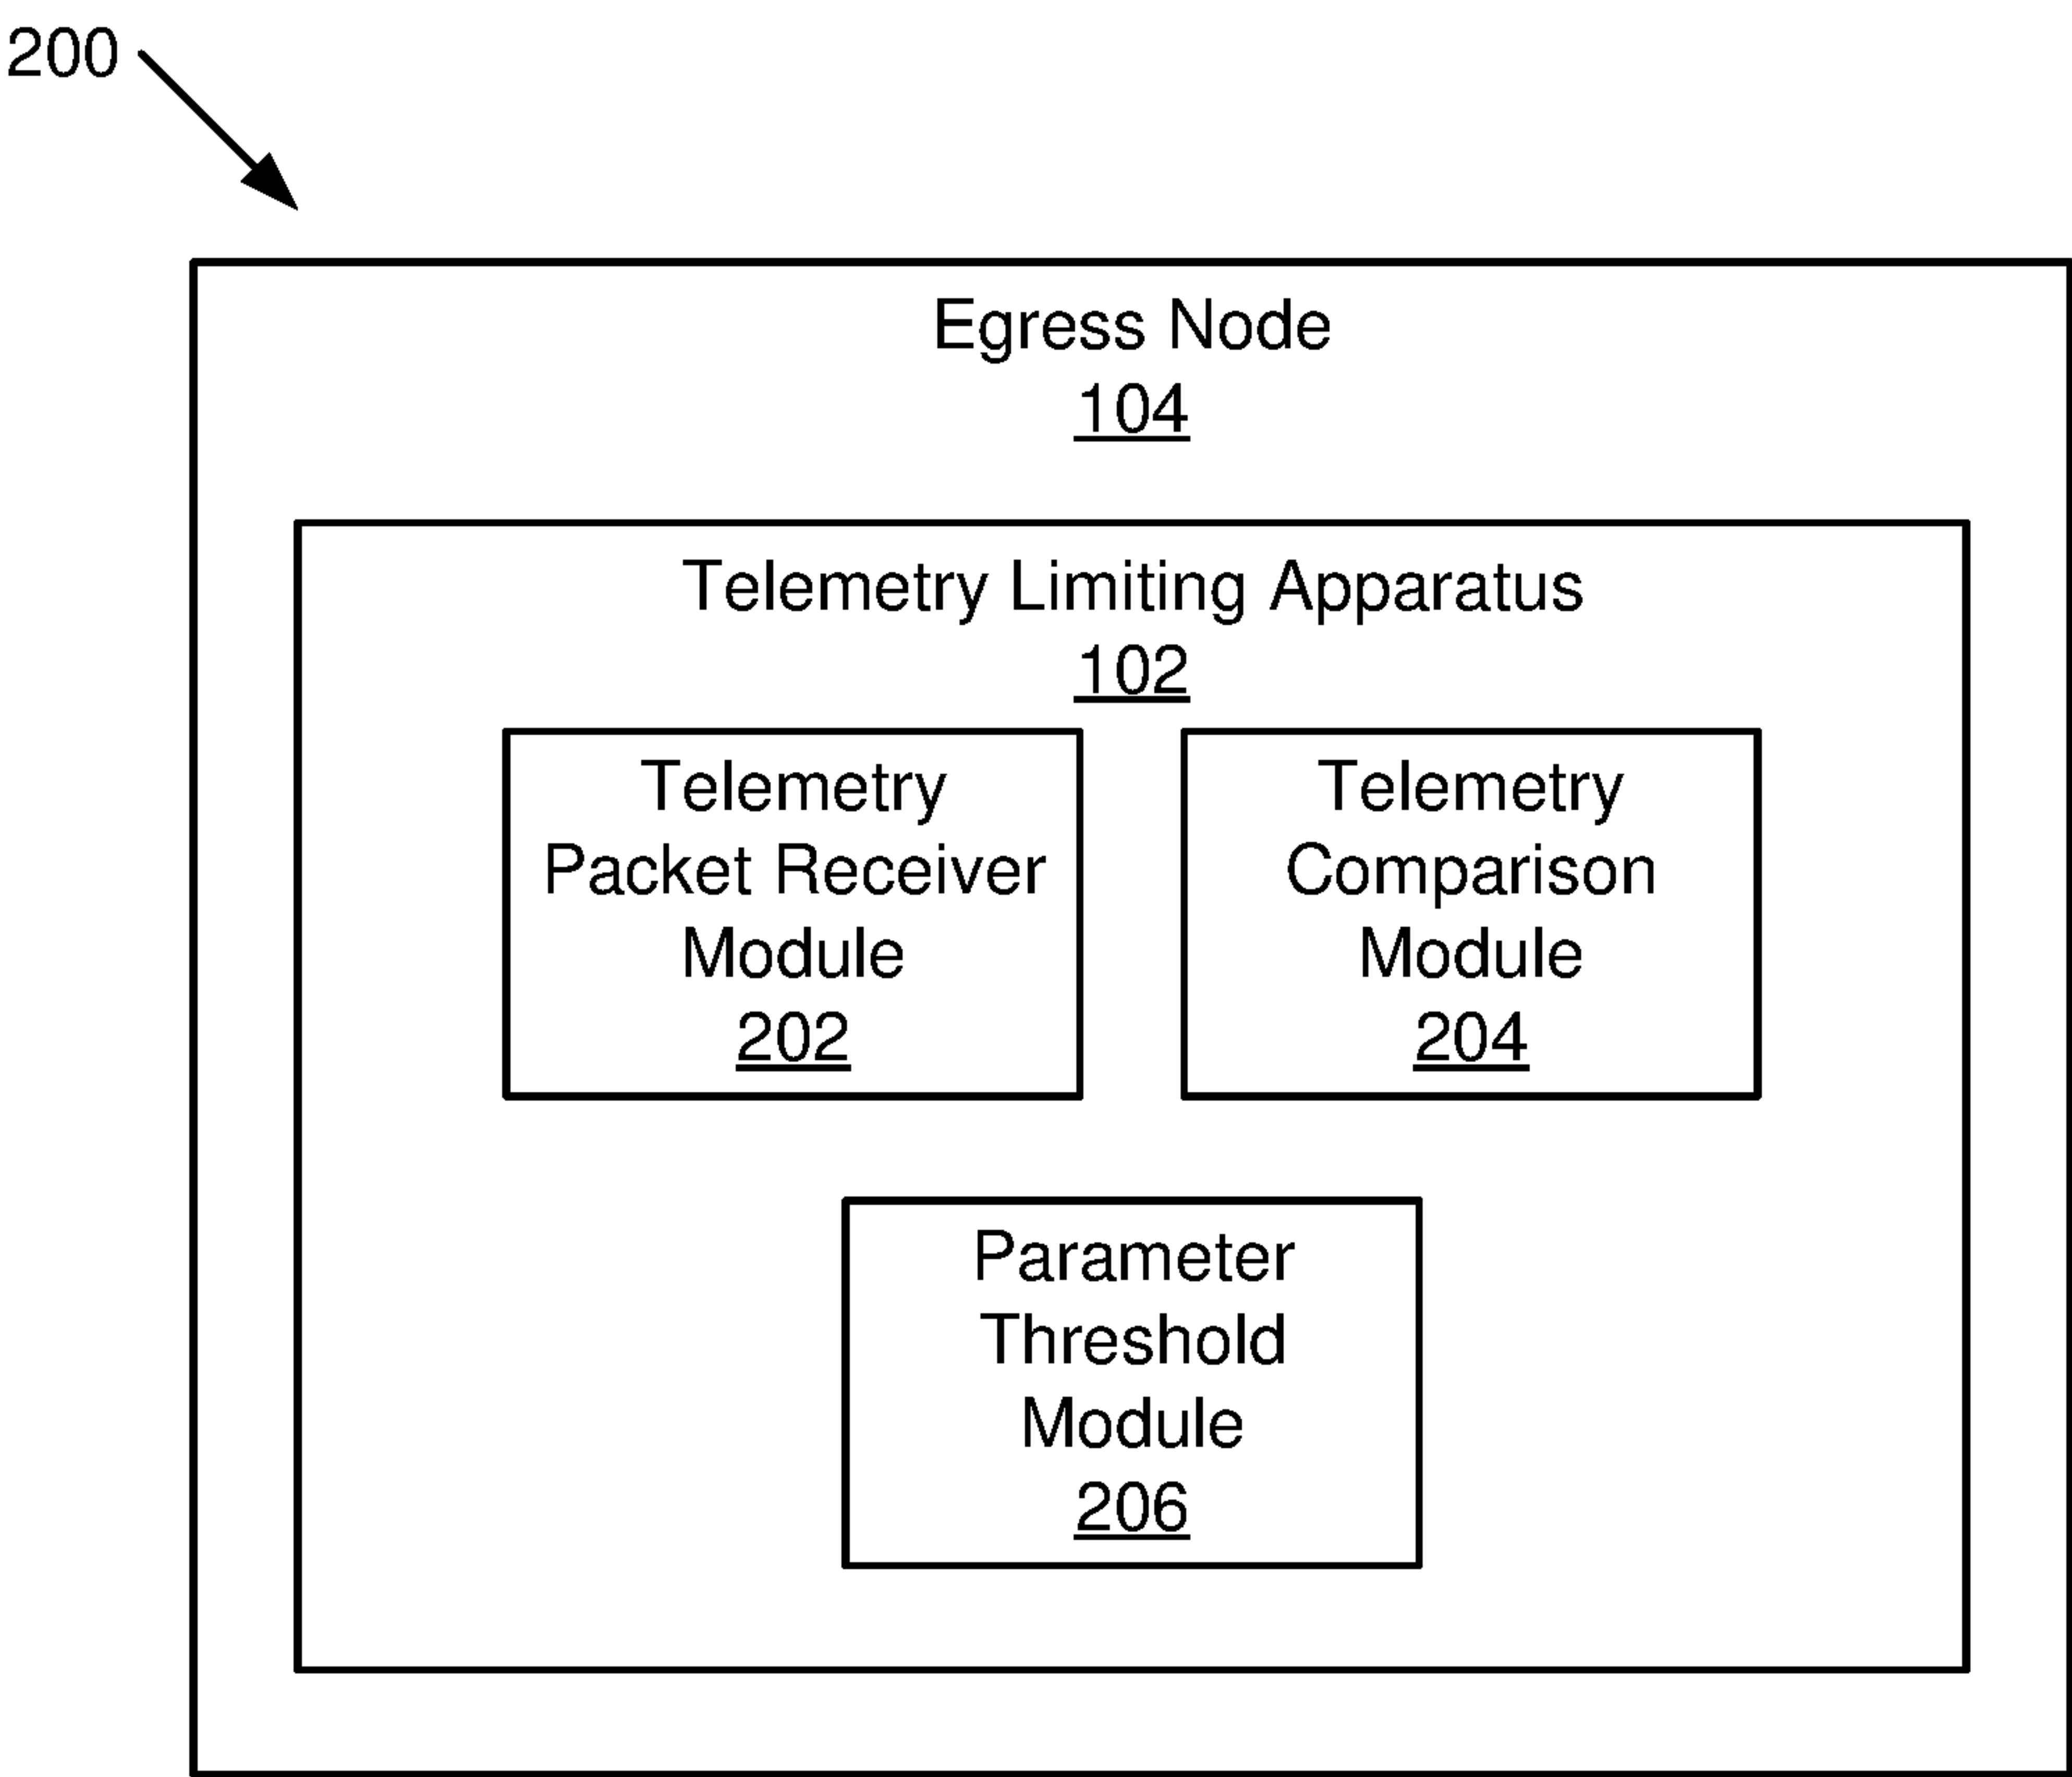 200
Egress Node
104
Telemetry Limiting Apparatus
102
Telemetry
Packet Receiver
Module
202
Telemetry
Comparison
Module
204
Parameter
Threshold
Module
206